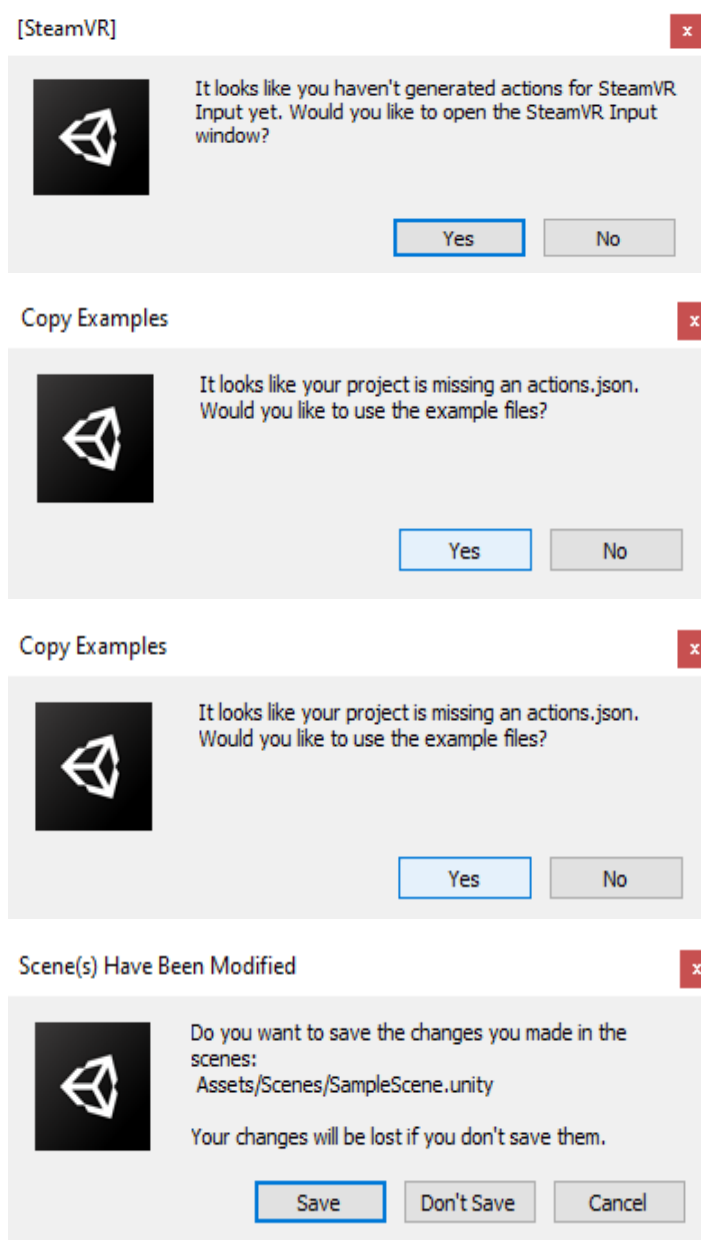 [SteamVR]
x
It looks like you haven't generated actions for SteamVR
Input yet. Would you like to open the SteamVR Input
window?
Yes No
Copy Examples
x
It looks like your project is missing an actions.json.
Would you like to use the example files?
Yes No
Copy Examples
x
It looks like your project is missing an actions.json.
Would you like to use the example files?
Yes No
Scene(s) Have Been Modified
x
Do you want to save the changes you made in the
scenes:
Assets/Scenes/SampleScene.unity
Your changes will be lost if you don't save them.
Save Don't Save Cancel